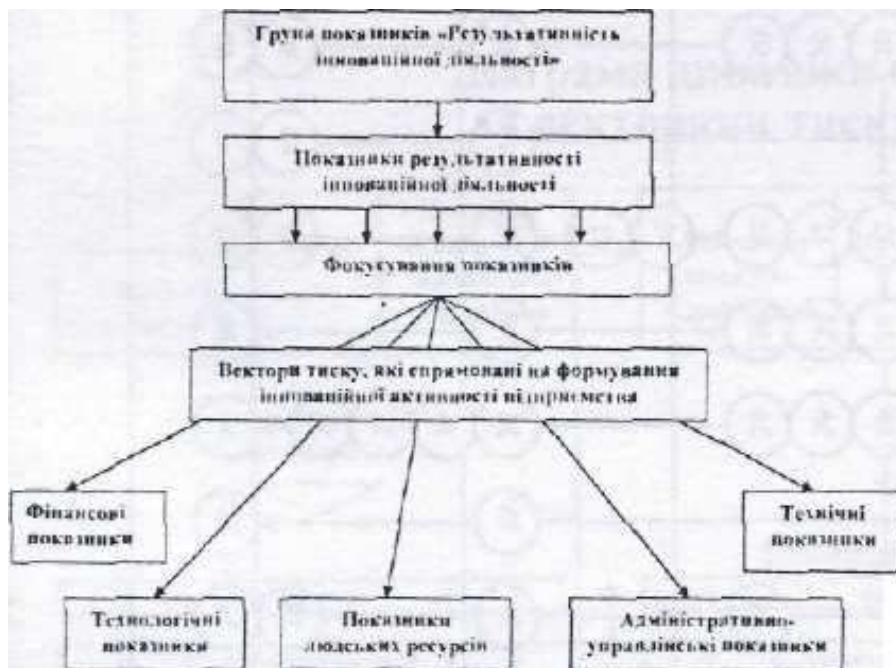 Група показників «Результативність
інноваційної діяльності»
Показники результативності
інноваційної діяльності
Фокусування показників
Вектори тиску, які спрямовані на формування
інноваційної активності підприємства
Фінансові
показники
Технічні
показники
Технологічні
показники
Показники
людських ресурсів
Адміністративно-
управлінські показники